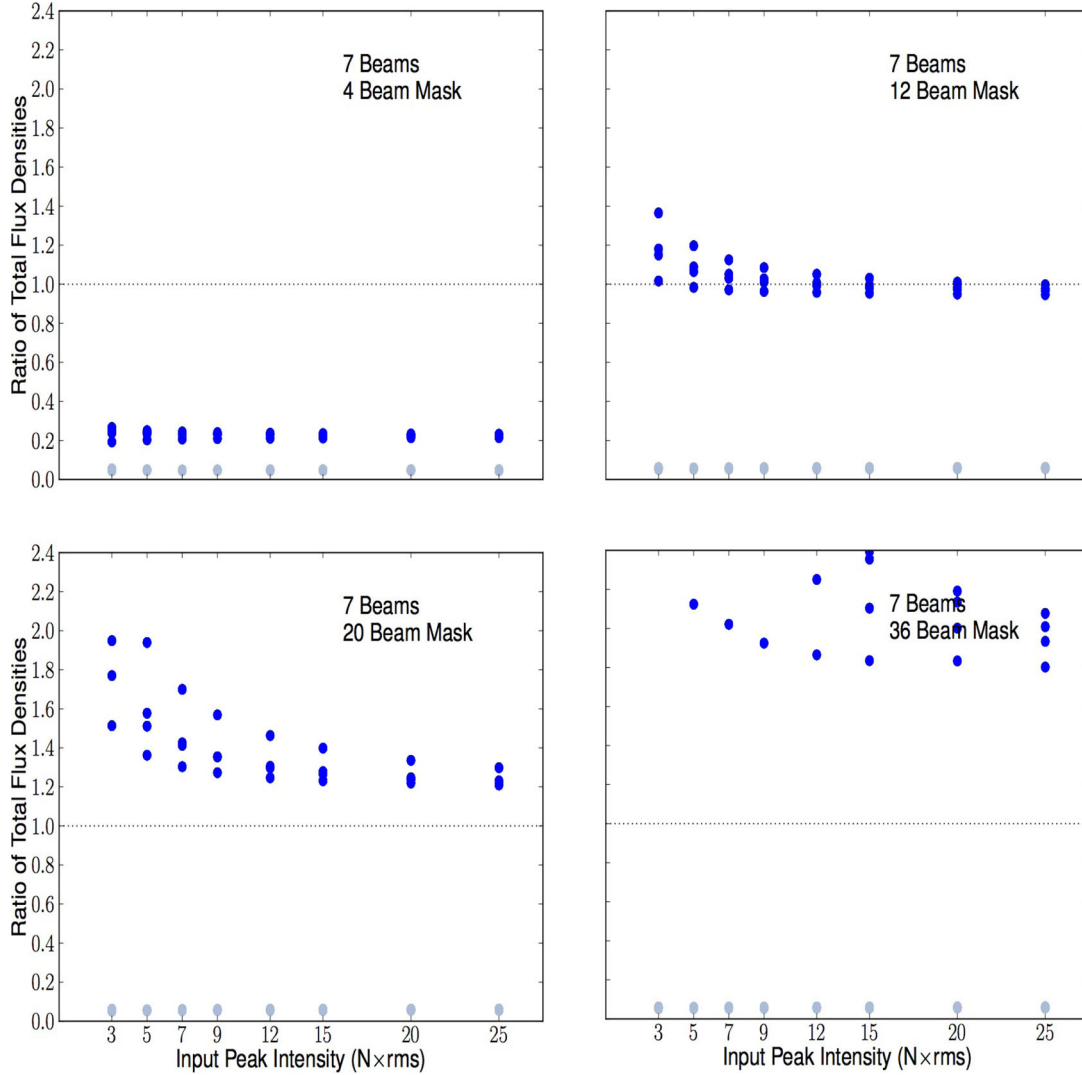 2.4
2.2
2.0
1.8
1.6
1.4
1.2
1.0
0.8
0.6
0.4
0.2
0.0
Ratio of Total Flux Densities
7 Beams
4 Beam Mask
7 Beams
12 Beam Mask
2.4
2.2
2.0
1.8
1.6
1.4
1.2
1.0
0.8
0.6
0.4
0.2
0.0
Ratio of Total Flux Densities
7 Beams
20 Beam Mask
3 5 7 9 12 15 20 25
Input Peak Intensity (N×rms)
7 Beams
36 Beam Mask
3 5 7 9 12 15 20 25
Input Peak Intensity (N×rms)